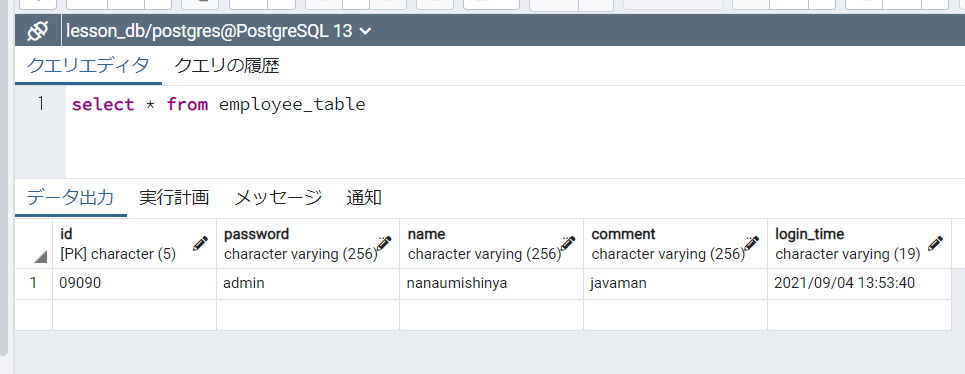 lesson_db/postgres@PostgreSQL 13
クエリエディタ クエリの履歴
1 select * from employee_table
データ出力 実行計画 メッセージ 通知
id password name comment login_time
[PK] character (5) character varying (256) character varying (256) character varying (256) character varying (19)
1 09090 admin nanaumishinya javaman 2021/09/04 13:53:40